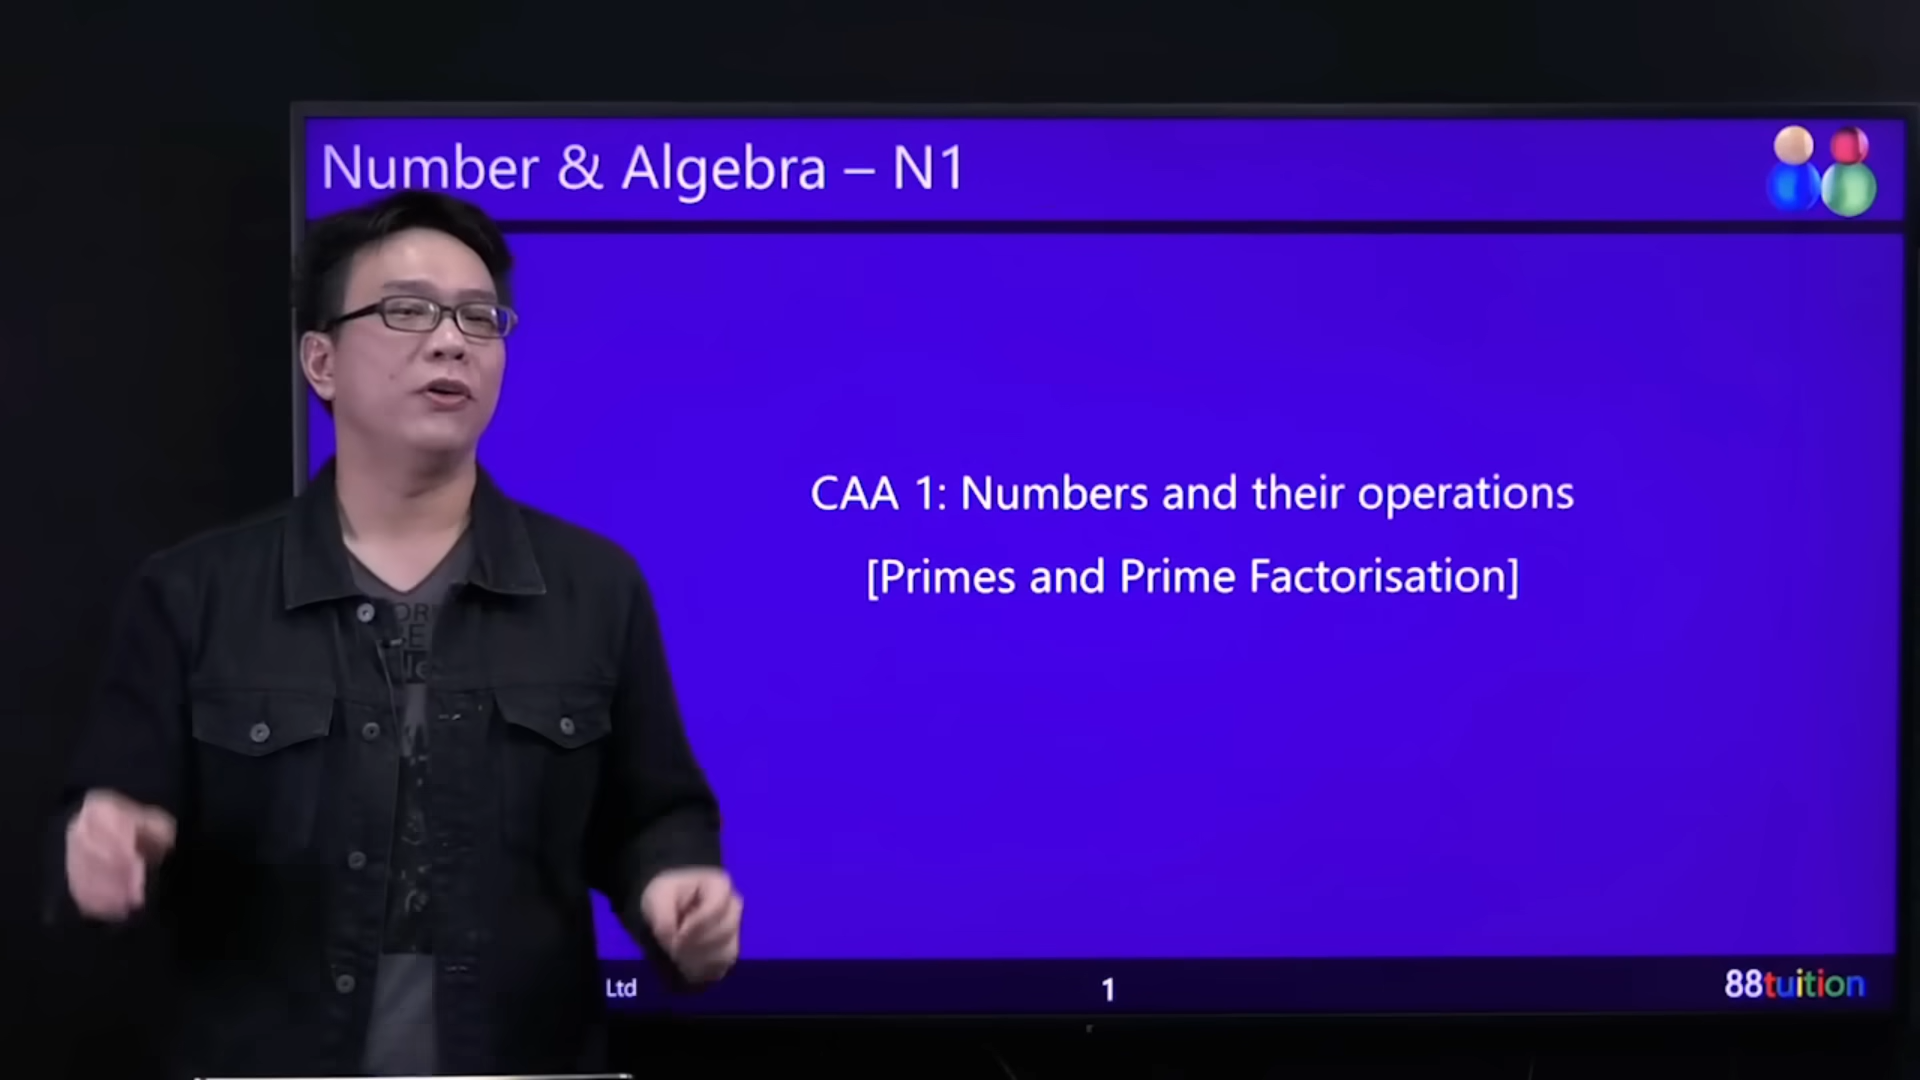 Number & Algebra – N1
CAA 1: Numbers and their operations
[Primes and Prime Factorisation]
Ltd
1
88tuition